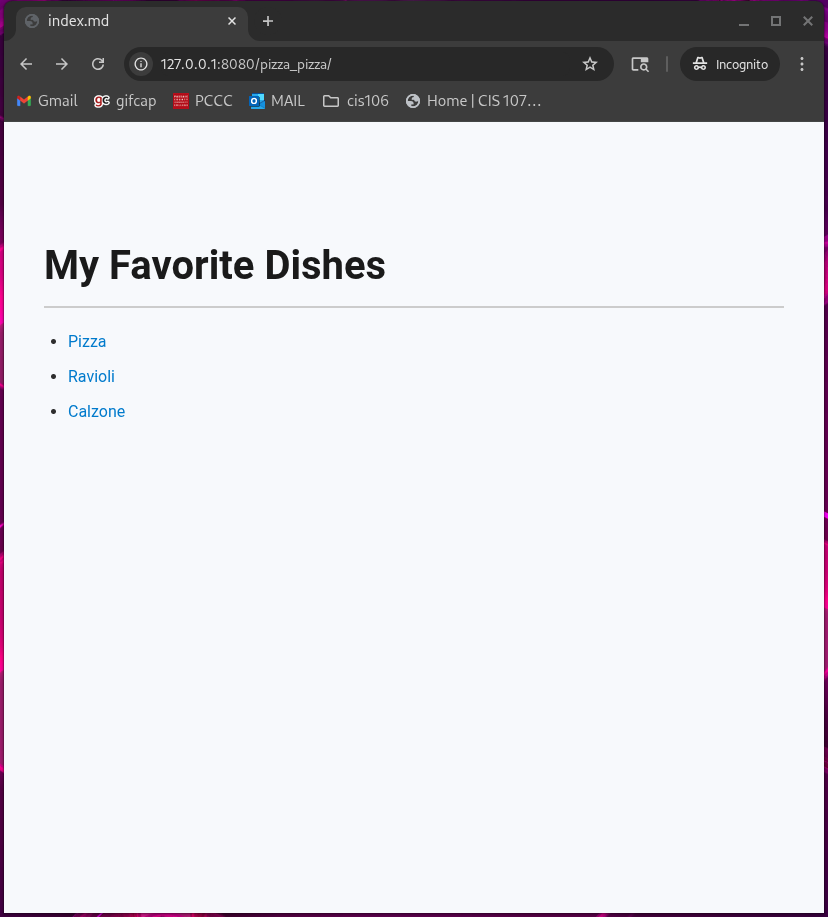 index.md
127.0.0.1:8080/pizza_pizza/
Incognito
Gmail gifcap PCCC MAIL cis106 Home | CIS 107...
My Favorite Dishes
Pizza
Ravioli
Calzone